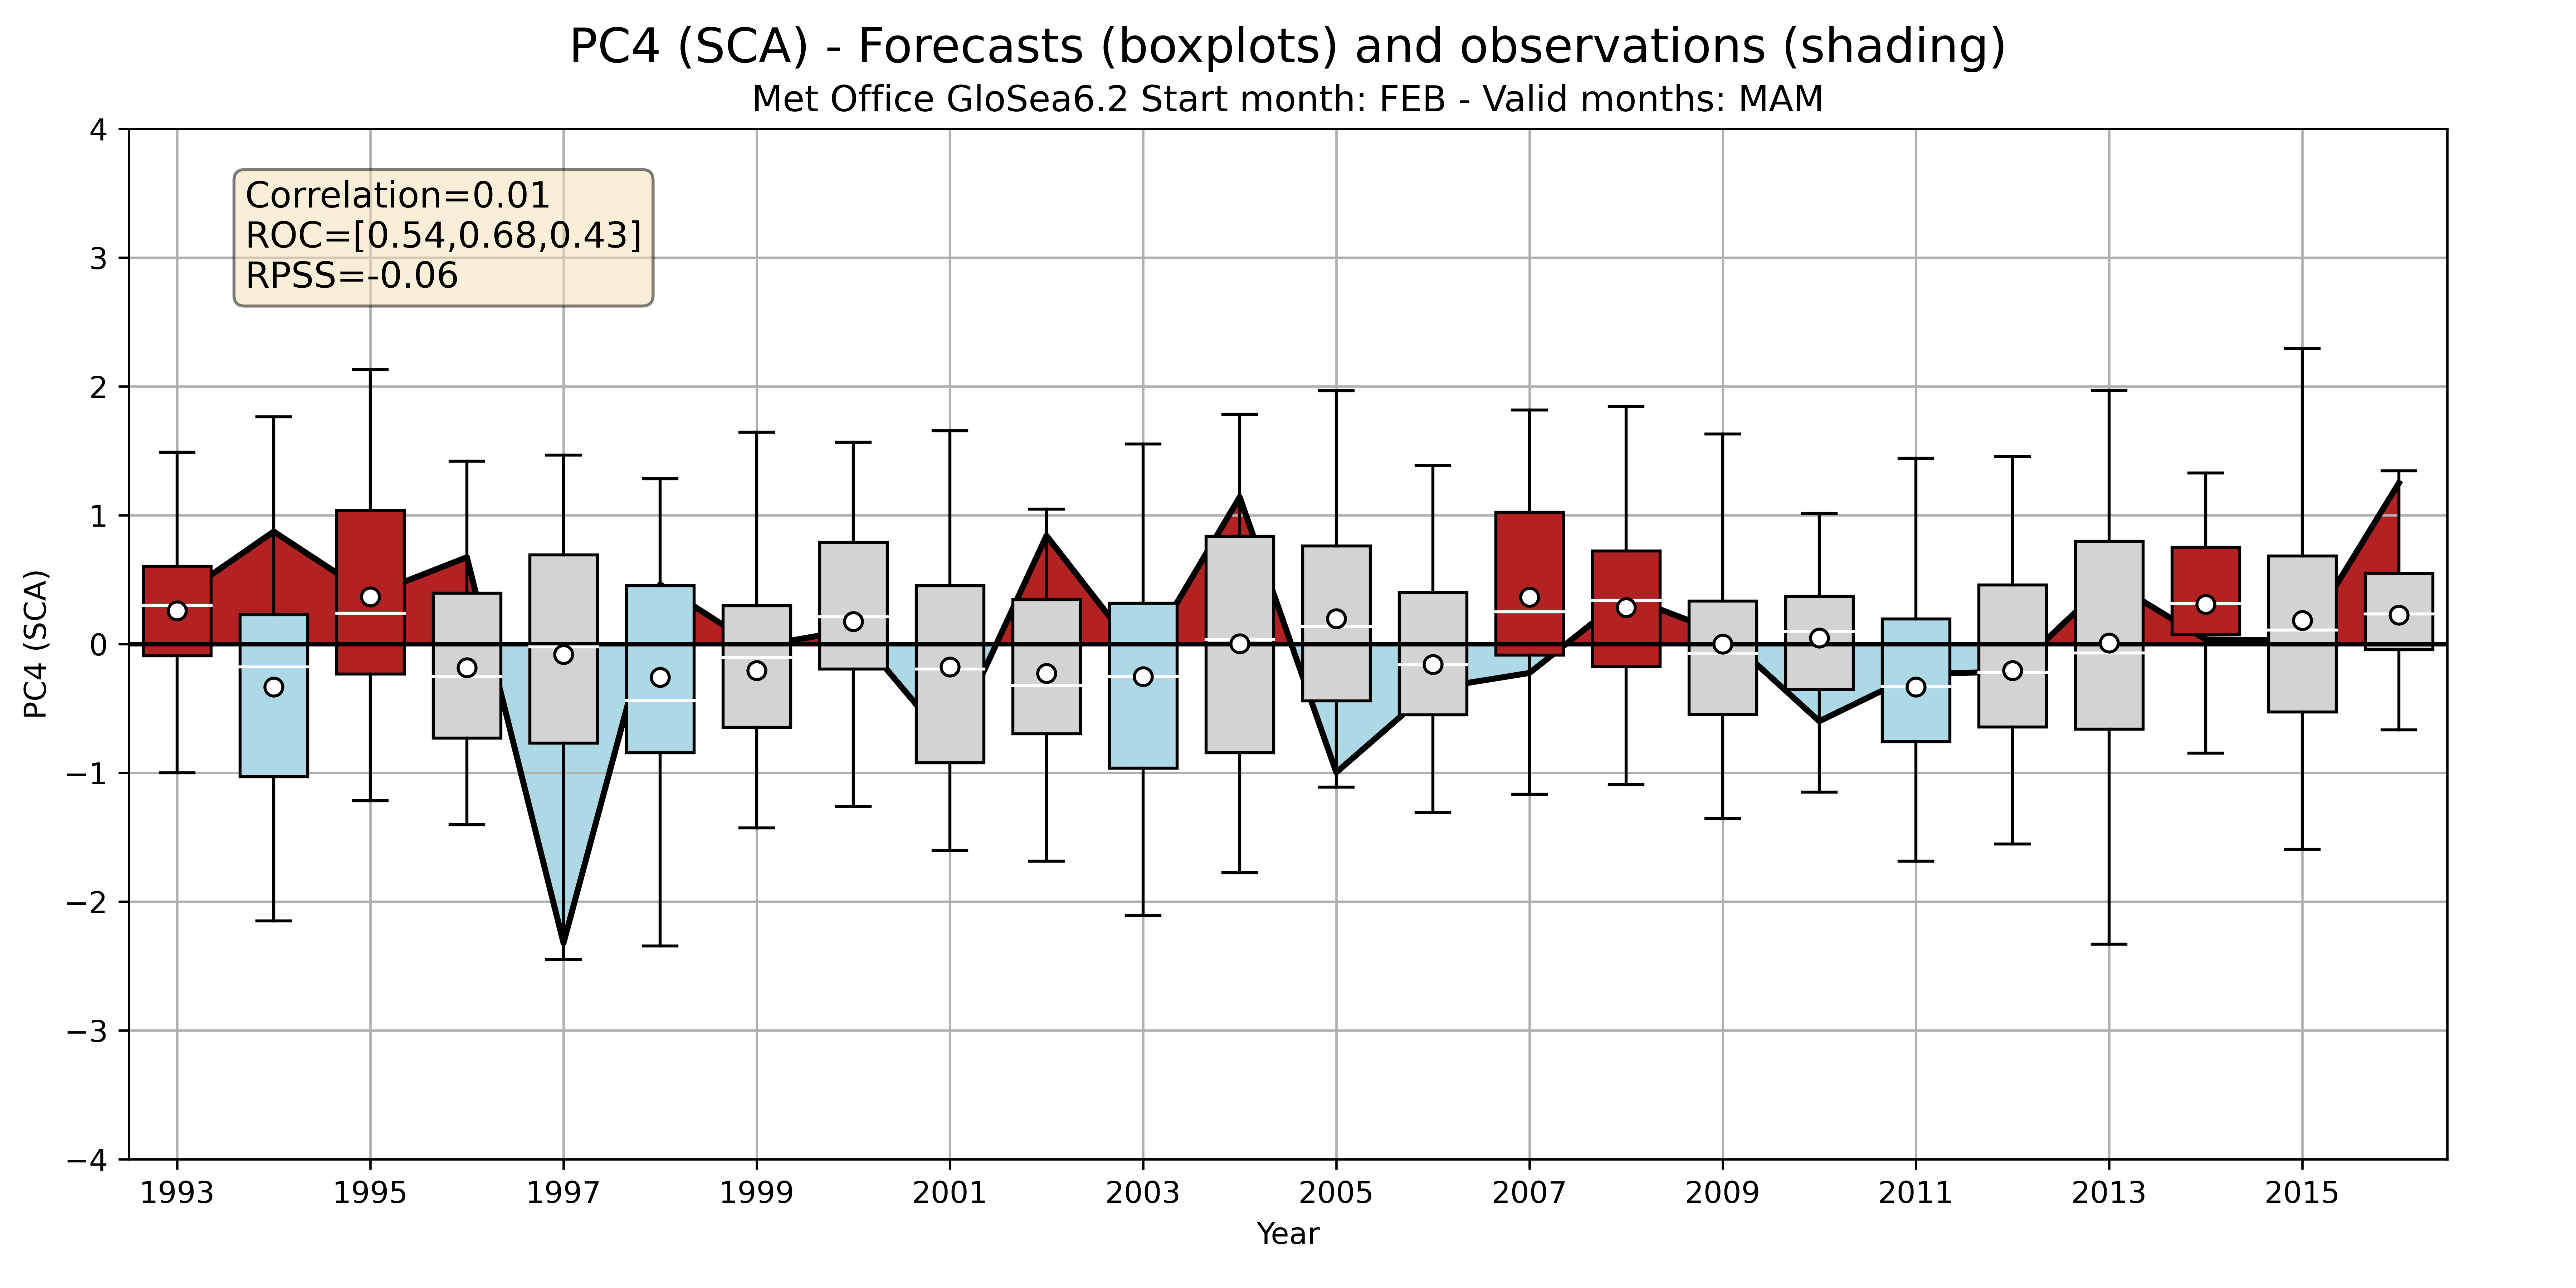 PC4 (SCA) - Forecasts (boxplots) and observations (shading)
Met Office GloSea6.2 Start month: FEB - Valid months: MAM
Correlation=0.01
ROC=[0.54,0.68,0.43]
RPSS=-0.06
PC4 (SCA)
4
3
2
1
0
−1
−2
−3
−4
1993 1995 1997 1999 2001 2003 2005 2007 2009 2011 2013 2015
Year